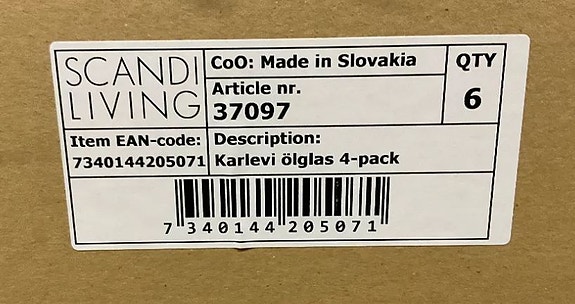 SCANDI
LIVING
CoO: Made in Slovakia
Article nr.
37097
QTY
6
Item EAN-code:
7340144205071
Description:
Karlevi ölglas 4-pack
7 340144 205071